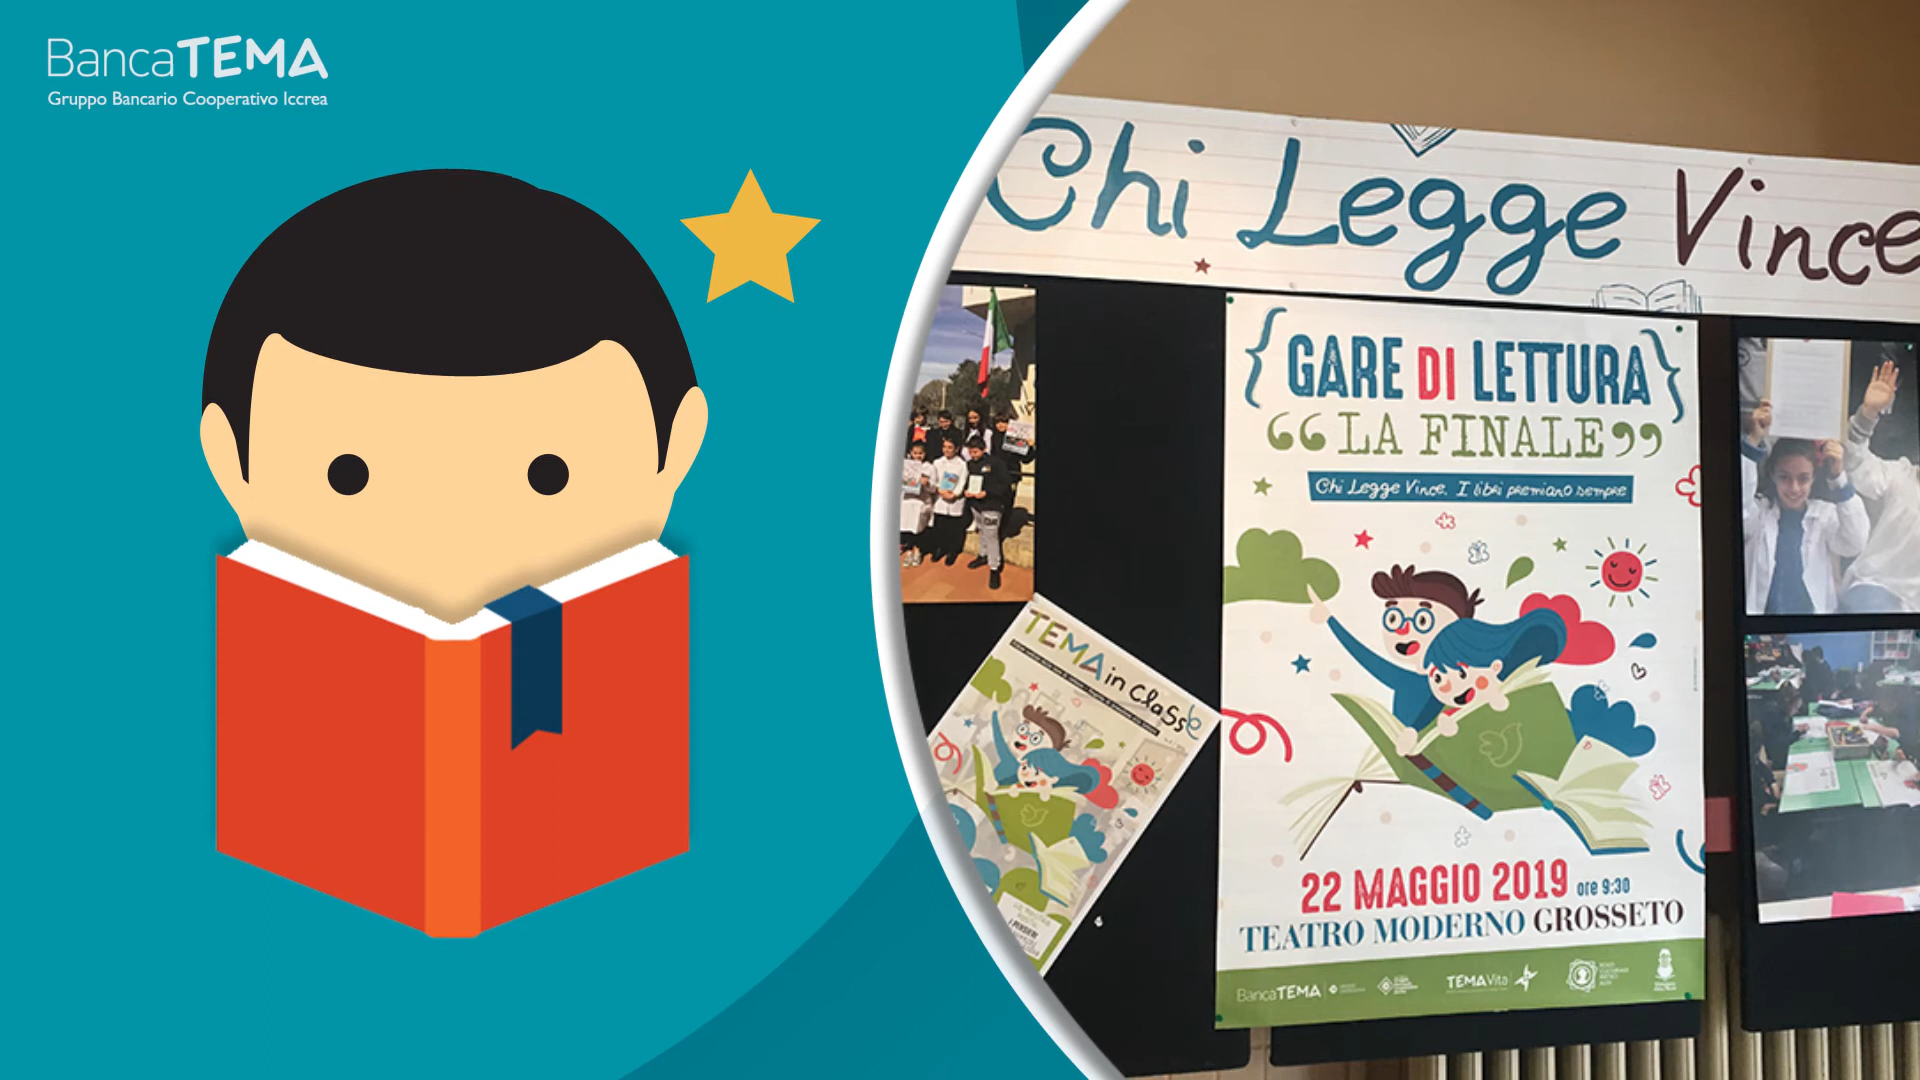 BancaTEMA
Gruppo Bancario Cooperativo Iccrea
Chi Legge Vince
{GARE DI LETTURA}
“LA FINALE”
Chi Legge Vince. I libri premiano sempre
TEMA in ClaSse
22 MAGGIO 2019 ore 9:30
TEATRO MODERNO GROSSETO
BancaTEMA
TEMAVita